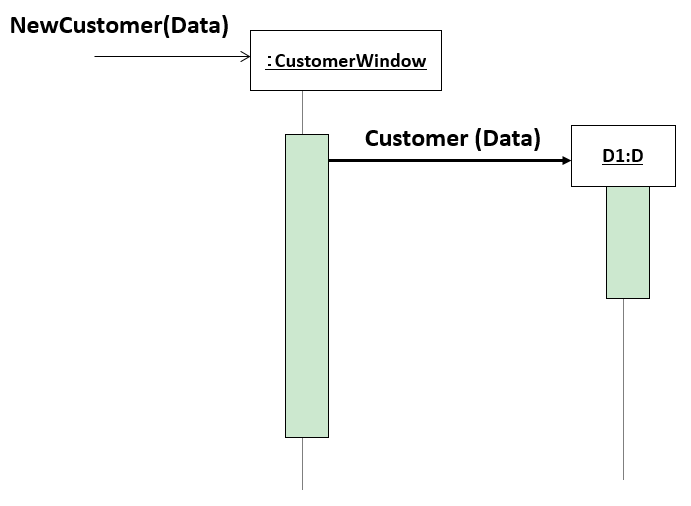 NewCustomer(Data)
:CustomerWindow
Customer (Data)
D1:D